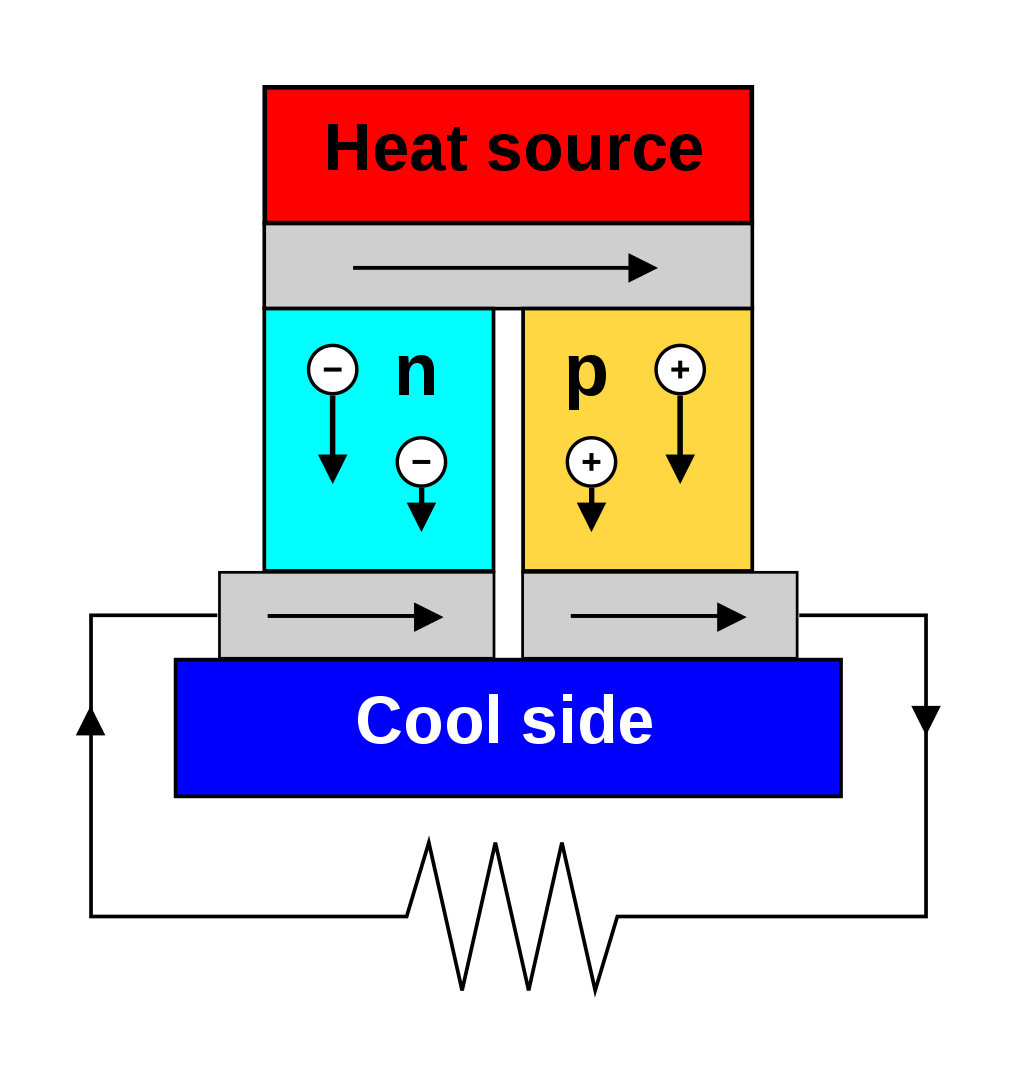 Heat source
− n p +
− +
Cool side